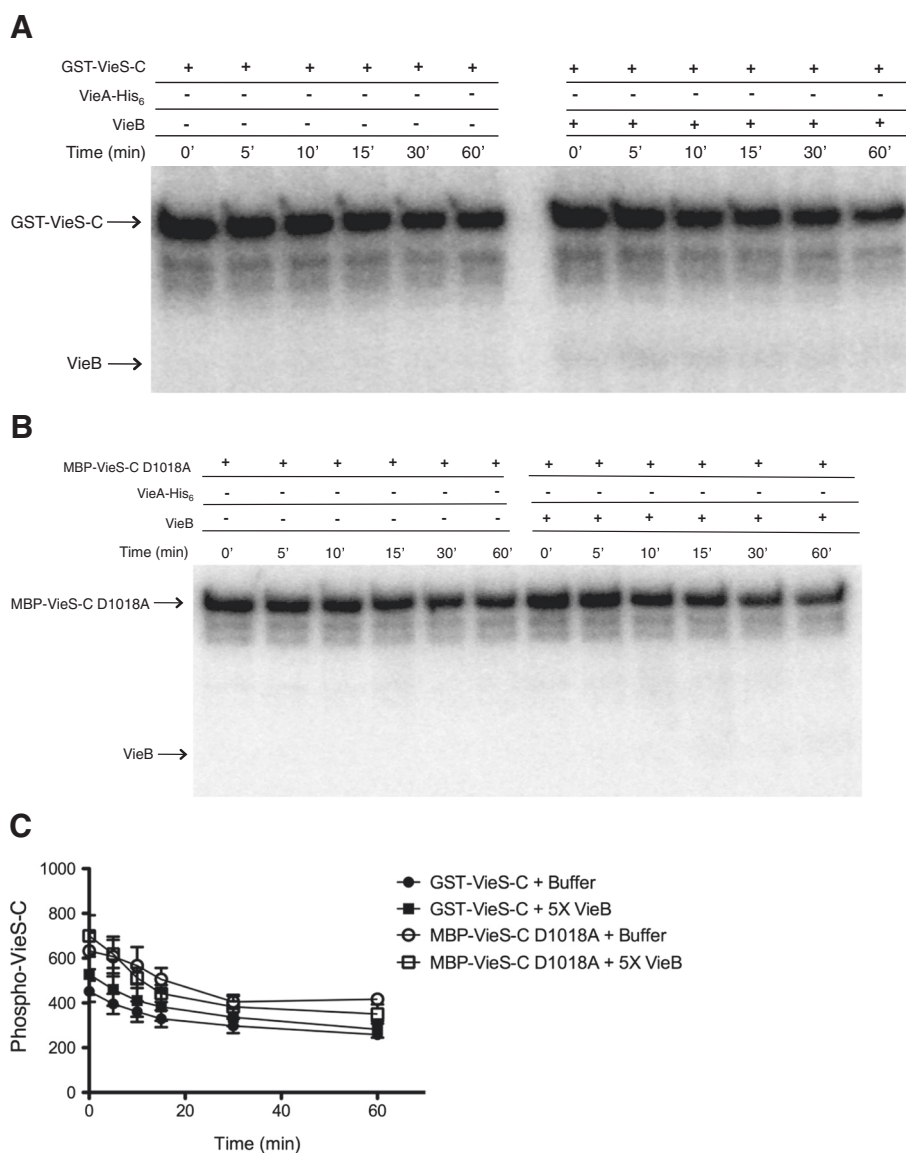 A
GST-VieS-C + + + + + + + + + + + +
VieA-His₆ - - - - - - - - - - - -
VieB - - - - - - + + + + + +
Time (min) 0' 5' 10' 15' 30' 60' 0' 5' 10' 15' 30' 60'
GST-VieS-C
VieB
B
MBP-VieS-C D1018A + + + + + + + + + + + +
VieA-His₆ - - - - - - - - - - - -
VieB - - - - - - + + + + + +
Time (min) 0' 5' 10' 15' 30' 60' 0' 5' 10' 15' 30' 60'
MBP-VieS-C D1018A
VieB
C
Phospho-VieS-C
1000
800
600
400
200
0
0 20 40 60
Time (min)
GST-VieS-C + Buffer
GST-VieS-C + 5X VieB
MBP-VieS-C D1018A + Buffer
MBP-VieS-C D1018A + 5X VieB